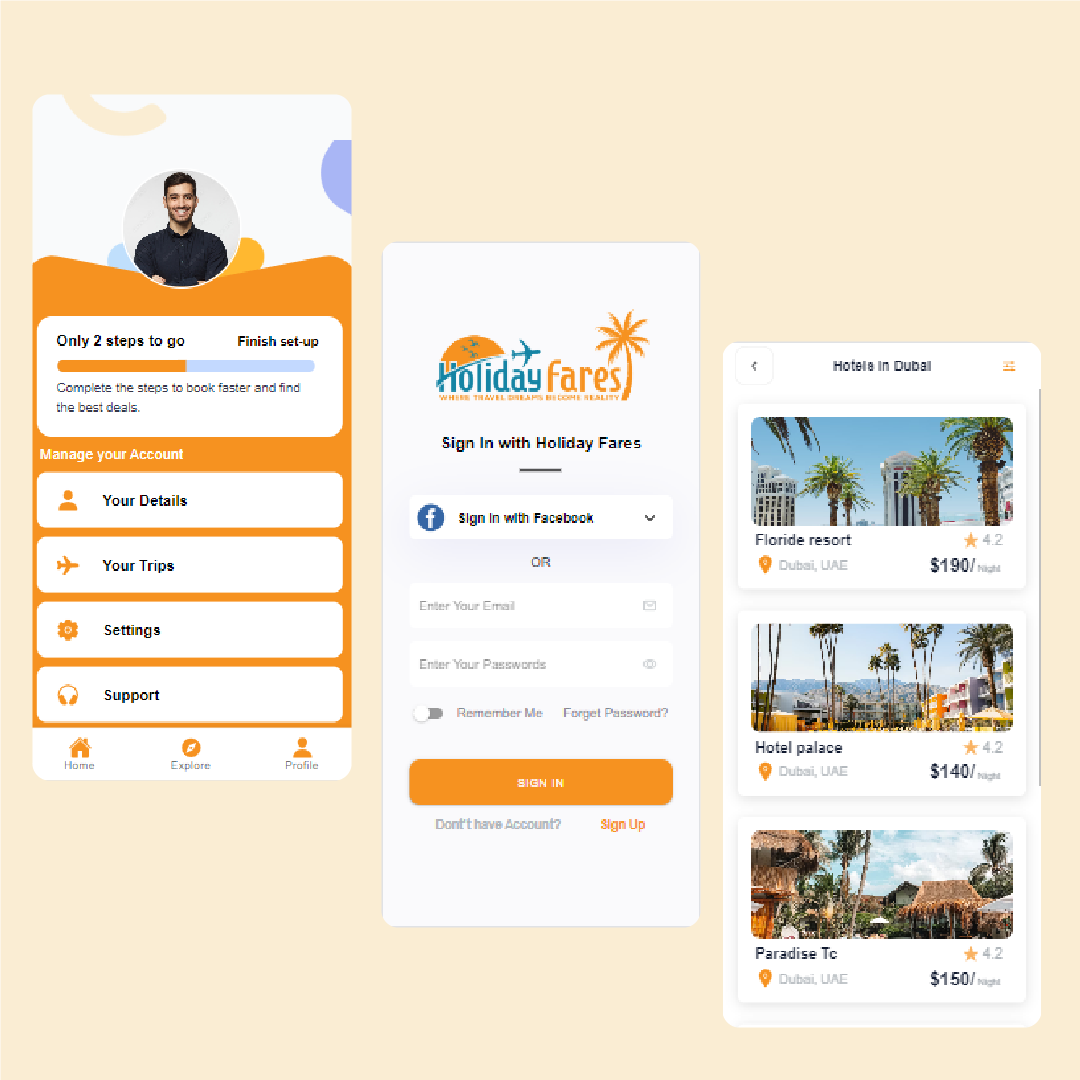 Only 2 steps to go
Finish set-up
Complete the steps to book faster and find
the best deals.
Manage your Account
Your Details
Your Trips
Settings
Support
Home
Explore
Profile
Holiday Fares
WHERE TRAVEL DREAMS BECOME REALITY
Sign In with Holiday Fares
Sign In with Facebook
OR
Enter Your Email
Enter Your Passwords
Remember Me
Forget Password?
SIGN IN
Dont't have Account?
Sign Up
Hotels in Dubai
Floride resort
4.2
Dubai, UAE
$190/ Night
Hotel palace
4.2
Dubai, UAE
$140/ Night
Paradise Tc
4.2
Dubai, UAE
$150/ Night